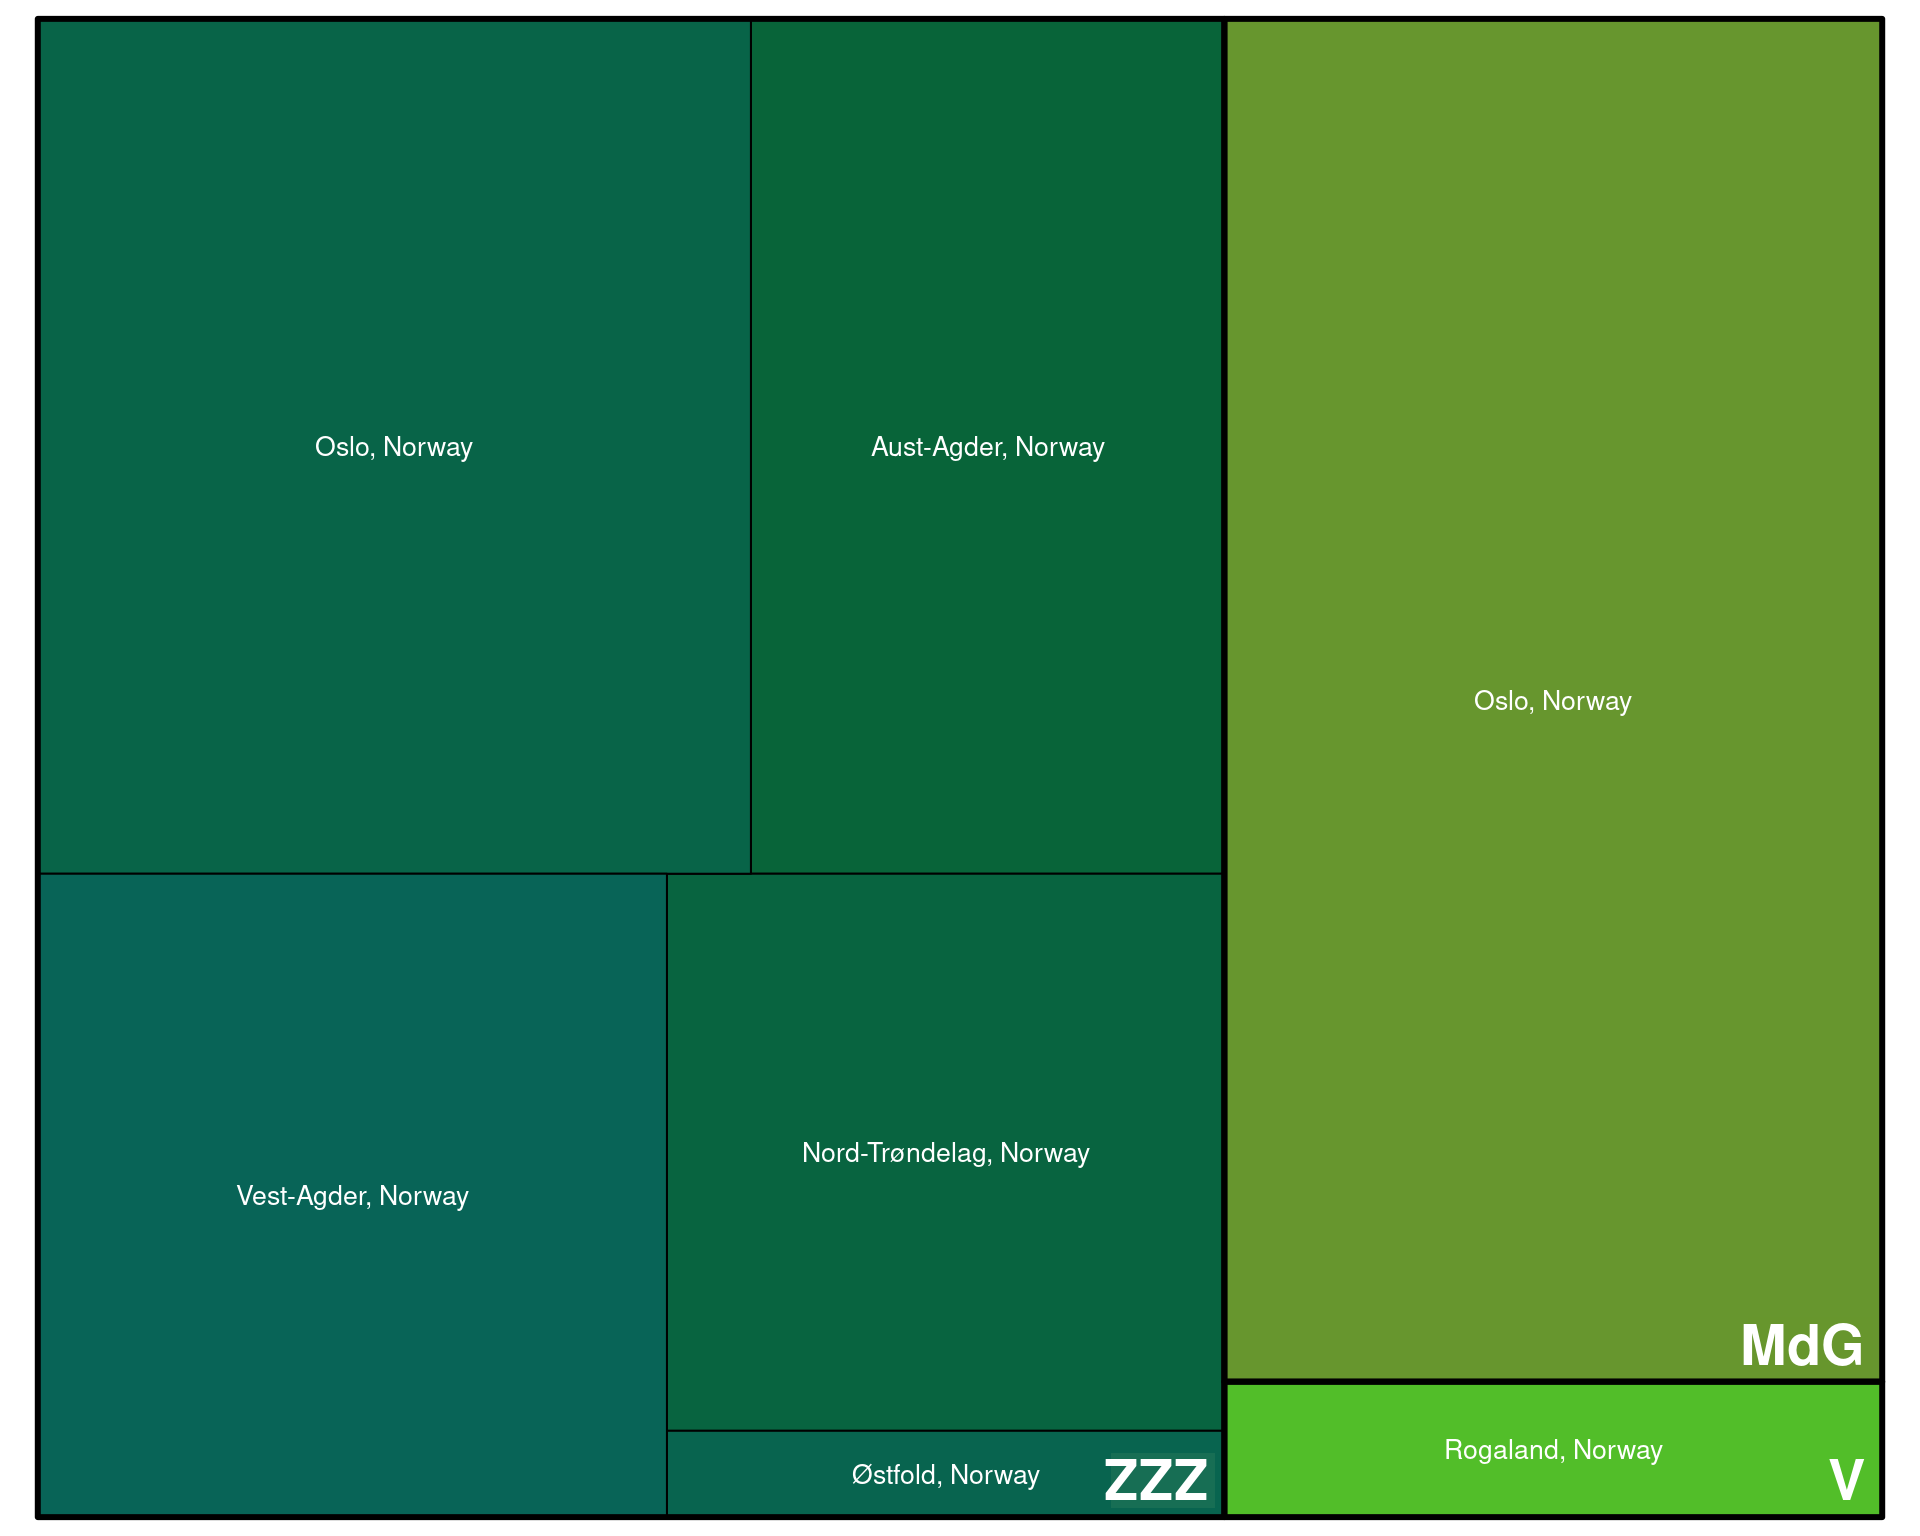 Oslo, Norway
Aust-Agder, Norway
Vest-Agder, Norway
Nord-Trøndelag, Norway
Østfold, Norway
ZZZ
Oslo, Norway
MdG
Rogaland, Norway
V